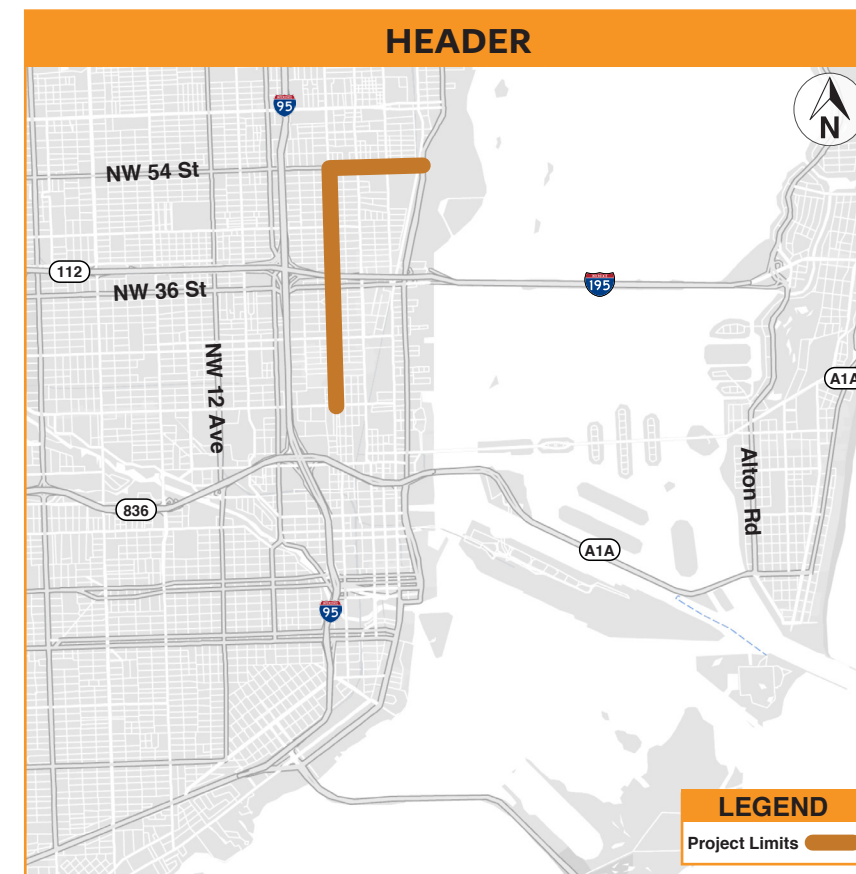 HEADER
95
N
NW 54 St
112
195
NW 36 St
NW 12 Ave
A1A
Alton Rd
836
A1A
95
LEGEND
Project Limits